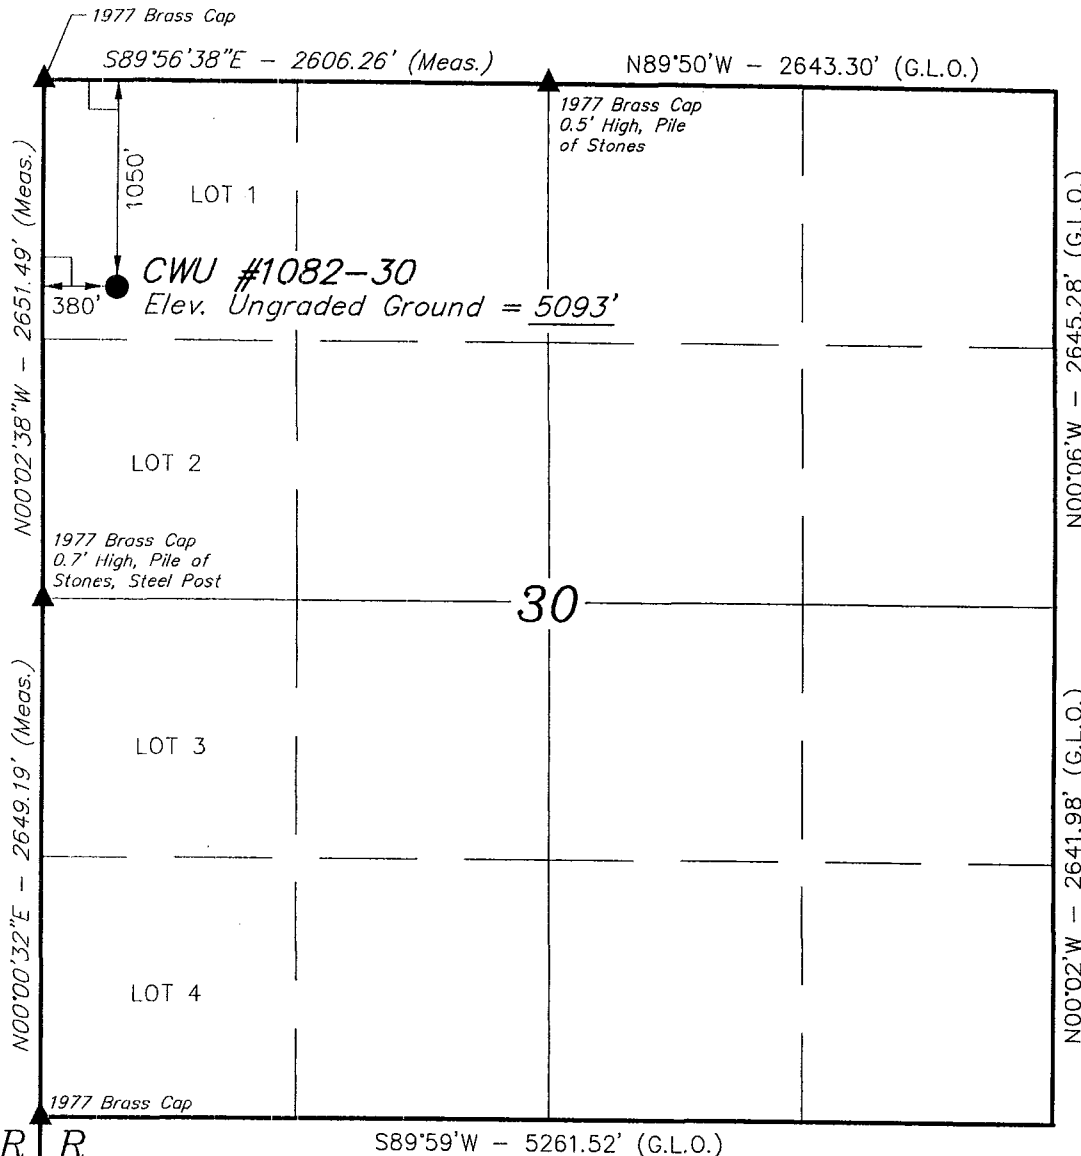 1977 Brass Cap
S89°56'38"E - 2606.26' (Meas.)
N89°50'W - 2643.30' (G.L.O.)
1977 Brass Cap
0.5' High, Pile
of Stones
1050'
LOT 1
N00°02'38"W - 2651.49' (Meas.)
N00°06'W - 2645.28' (G.L.O.)
CWU #1082-30
380'
Elev. Ungraded Ground = 5093'
LOT 2
1977 Brass Cap
0.7' High, Pile of
Stones, Steel Post
30
N00°00'32"E - 2649.19' (Meas.)
N00°02'W - 2641.98' (G.L.O.)
LOT 3
LOT 4
1977 Brass Cap
R R
S89°59'W - 5261.52' (G.L.O.)